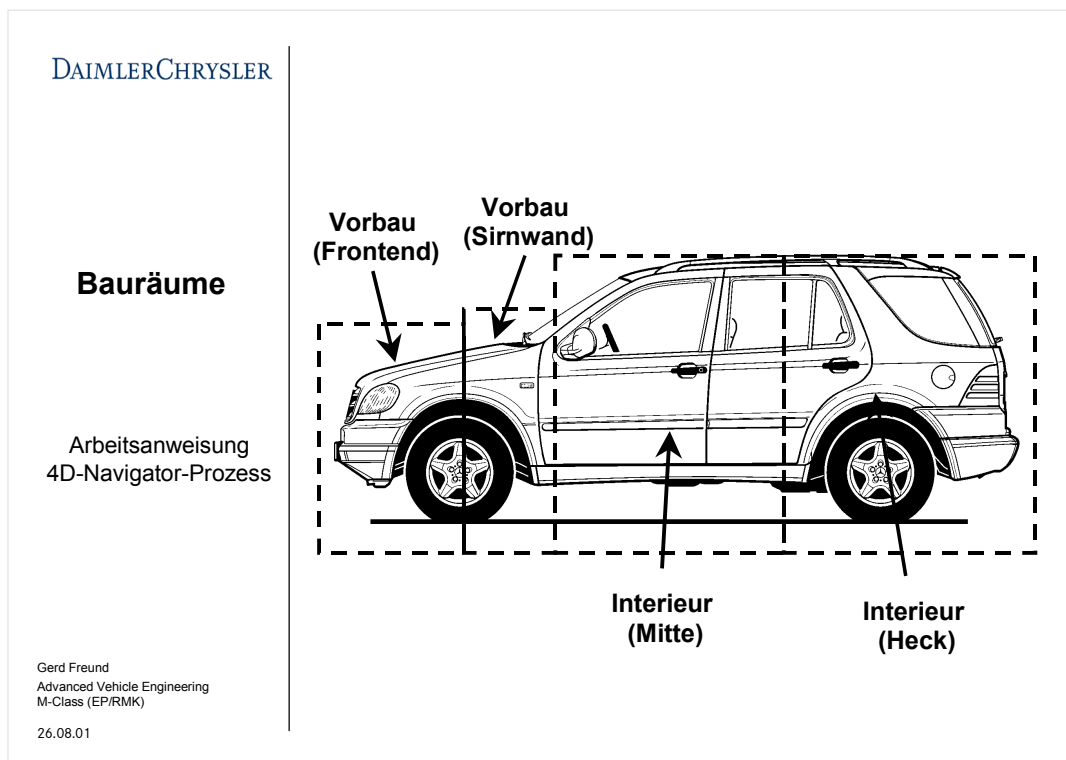 DAIMLERCHRYSLER
Bauräume
Arbeitsanweisung
4D-Navigator-Prozess
Gerd Freund
Advanced Vehicle Engineering
M-Class (EP/RMK)
26.08.01
Vorbau
(Frontend)
Vorbau
(Sirnwand)
Interieur
(Mitte)
Interieur
(Heck)